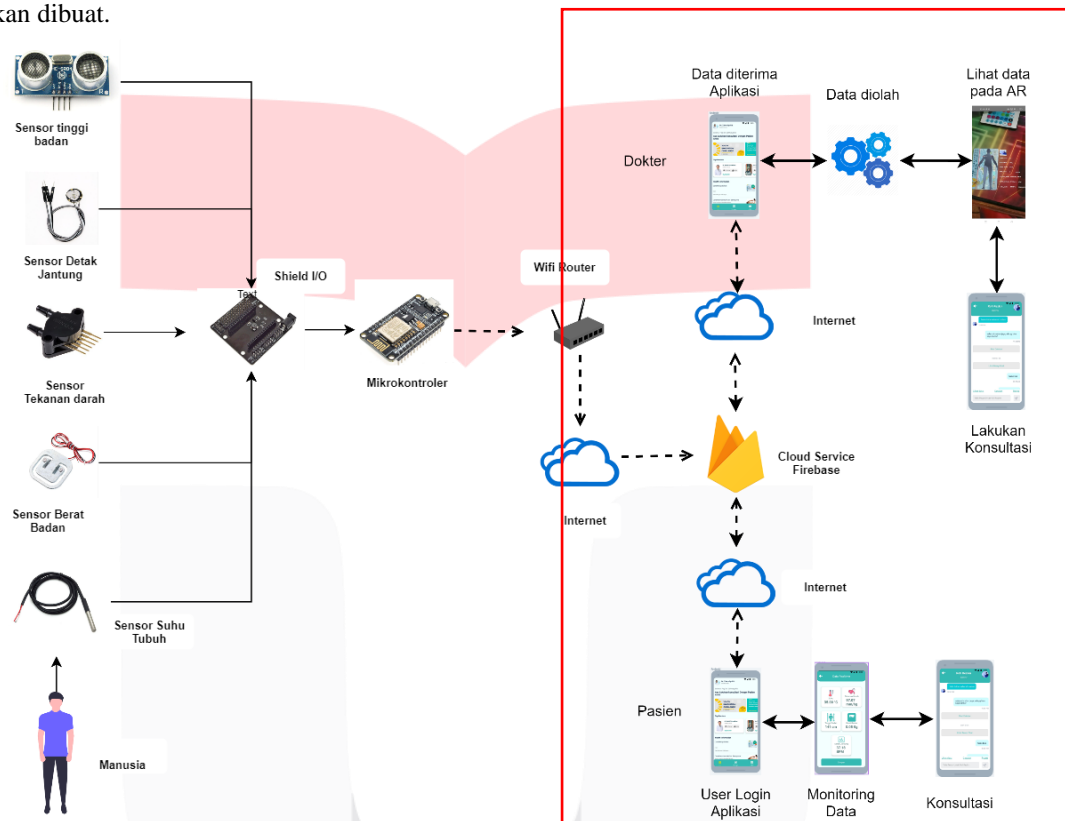 kan dibuat.
Sensor tinggi
badan
Sensor Detak
Jantung
Sensor
Tekanan darah
Sensor Berat
Badan
Sensor Suhu
Tubuh
Manusia
Text
Shield I/O
Mikrokontroler
Wifi Router
Internet
Data diterima
Aplikasi
Dokter
Data diolah
Lihat data
pada AR
Internet
Lakukan
Konsultasi
Cloud Service
Firebase
Internet
Pasien
User Login
Aplikasi
Monitoring
Data
Konsultasi